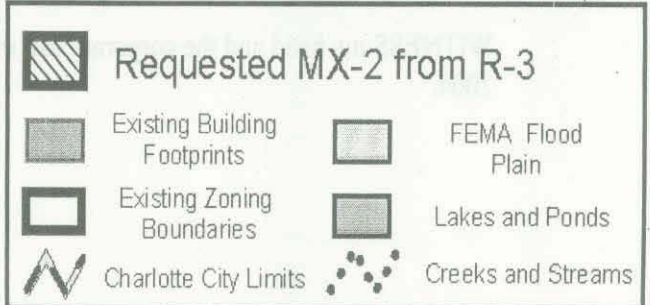 Requested MX-2 from R-3
Existing Building
Footprints
FEMA Flood
Plain
Existing Zoning
Boundaries
Lakes and Ponds
Charlotte City Limits
Creeks and Streams